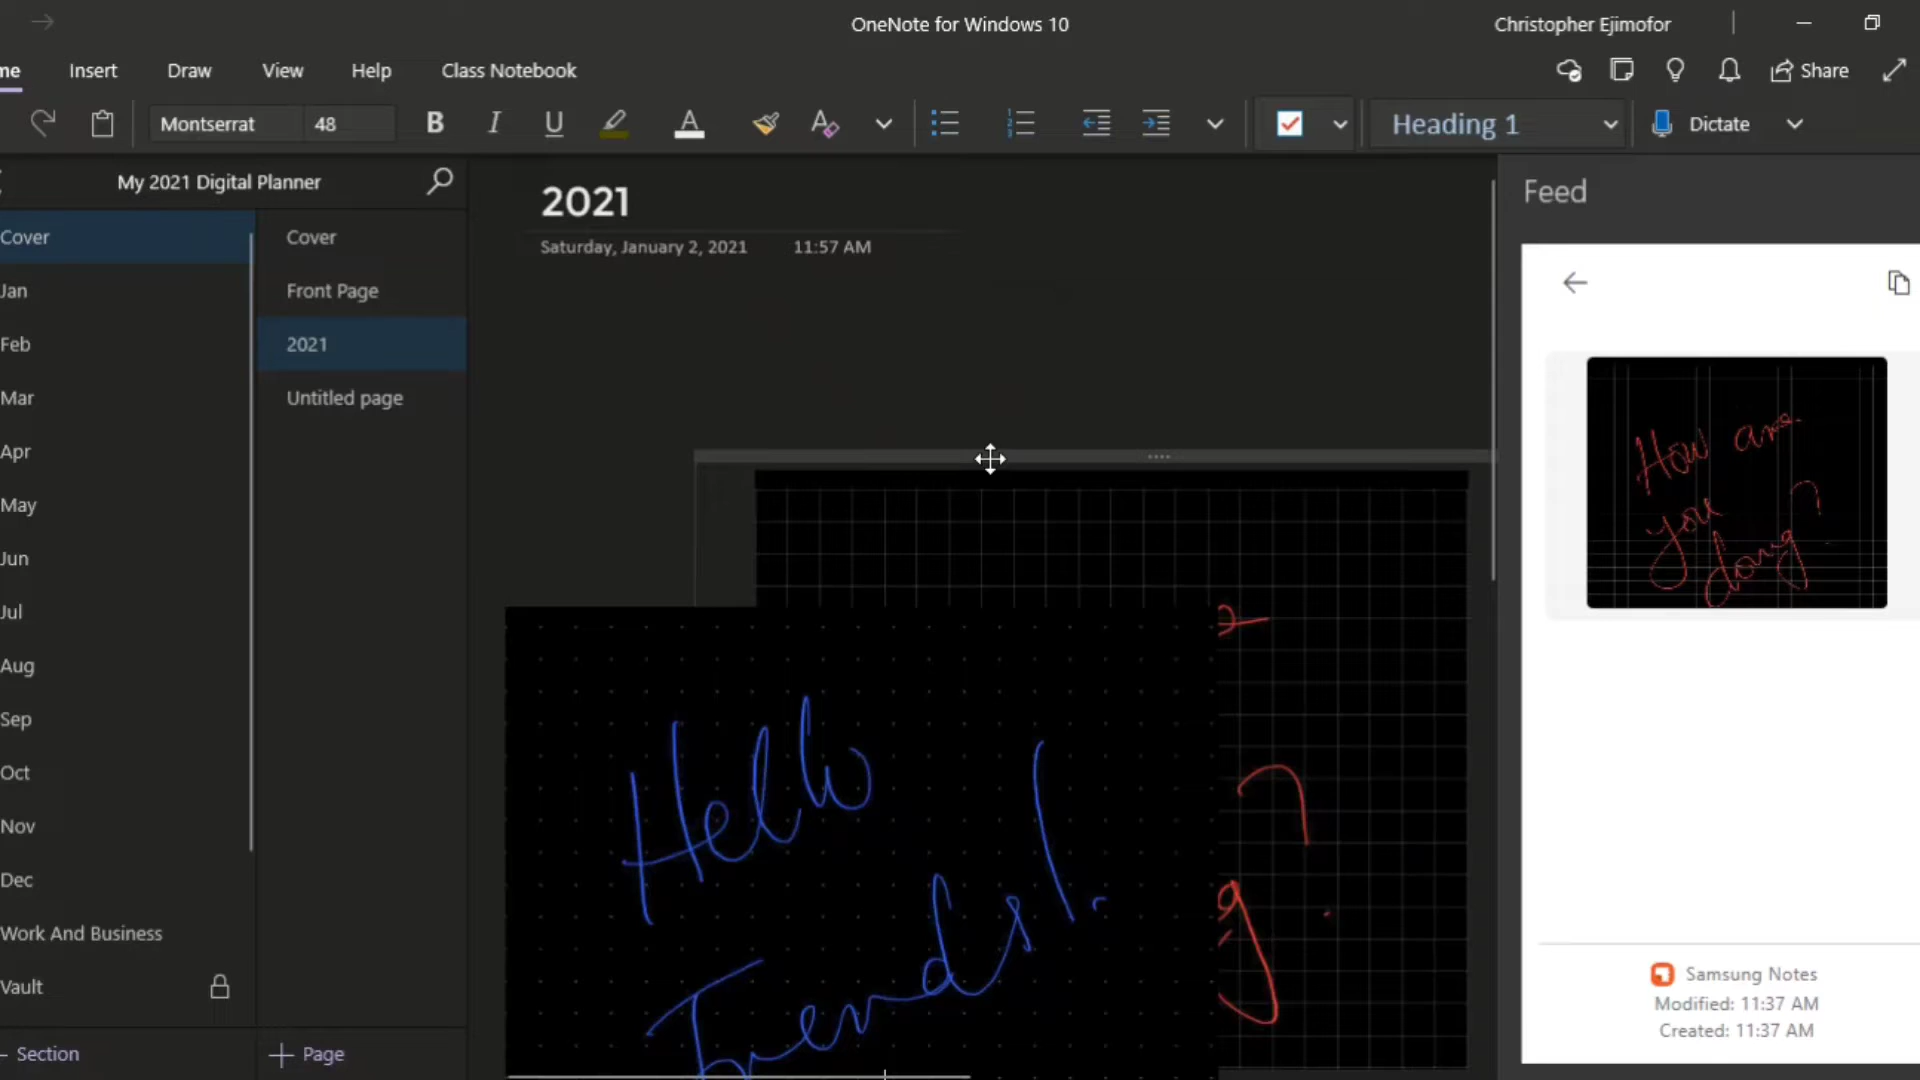 OneNote for Windows 10
Christopher Ejimofor
me Insert Draw View Help Class Notebook
Share
Montserrat 48 B I U A A Heading 1 Dictate
My 2021 Digital Planner
Cover
Jan
Feb
Mar
Apr
May
Jun
Jul
Aug
Sep
Oct
Nov
Dec
Work And Business
Vault
Section
Cover
Front Page
2021
Untitled page
Page
2021
Saturday, January 2, 2021 11:57 AM
Hello
Friends!
g
?
Feed
How are
you
doing?
Samsung Notes
Modified: 11:37 AM
Created: 11:37 AM